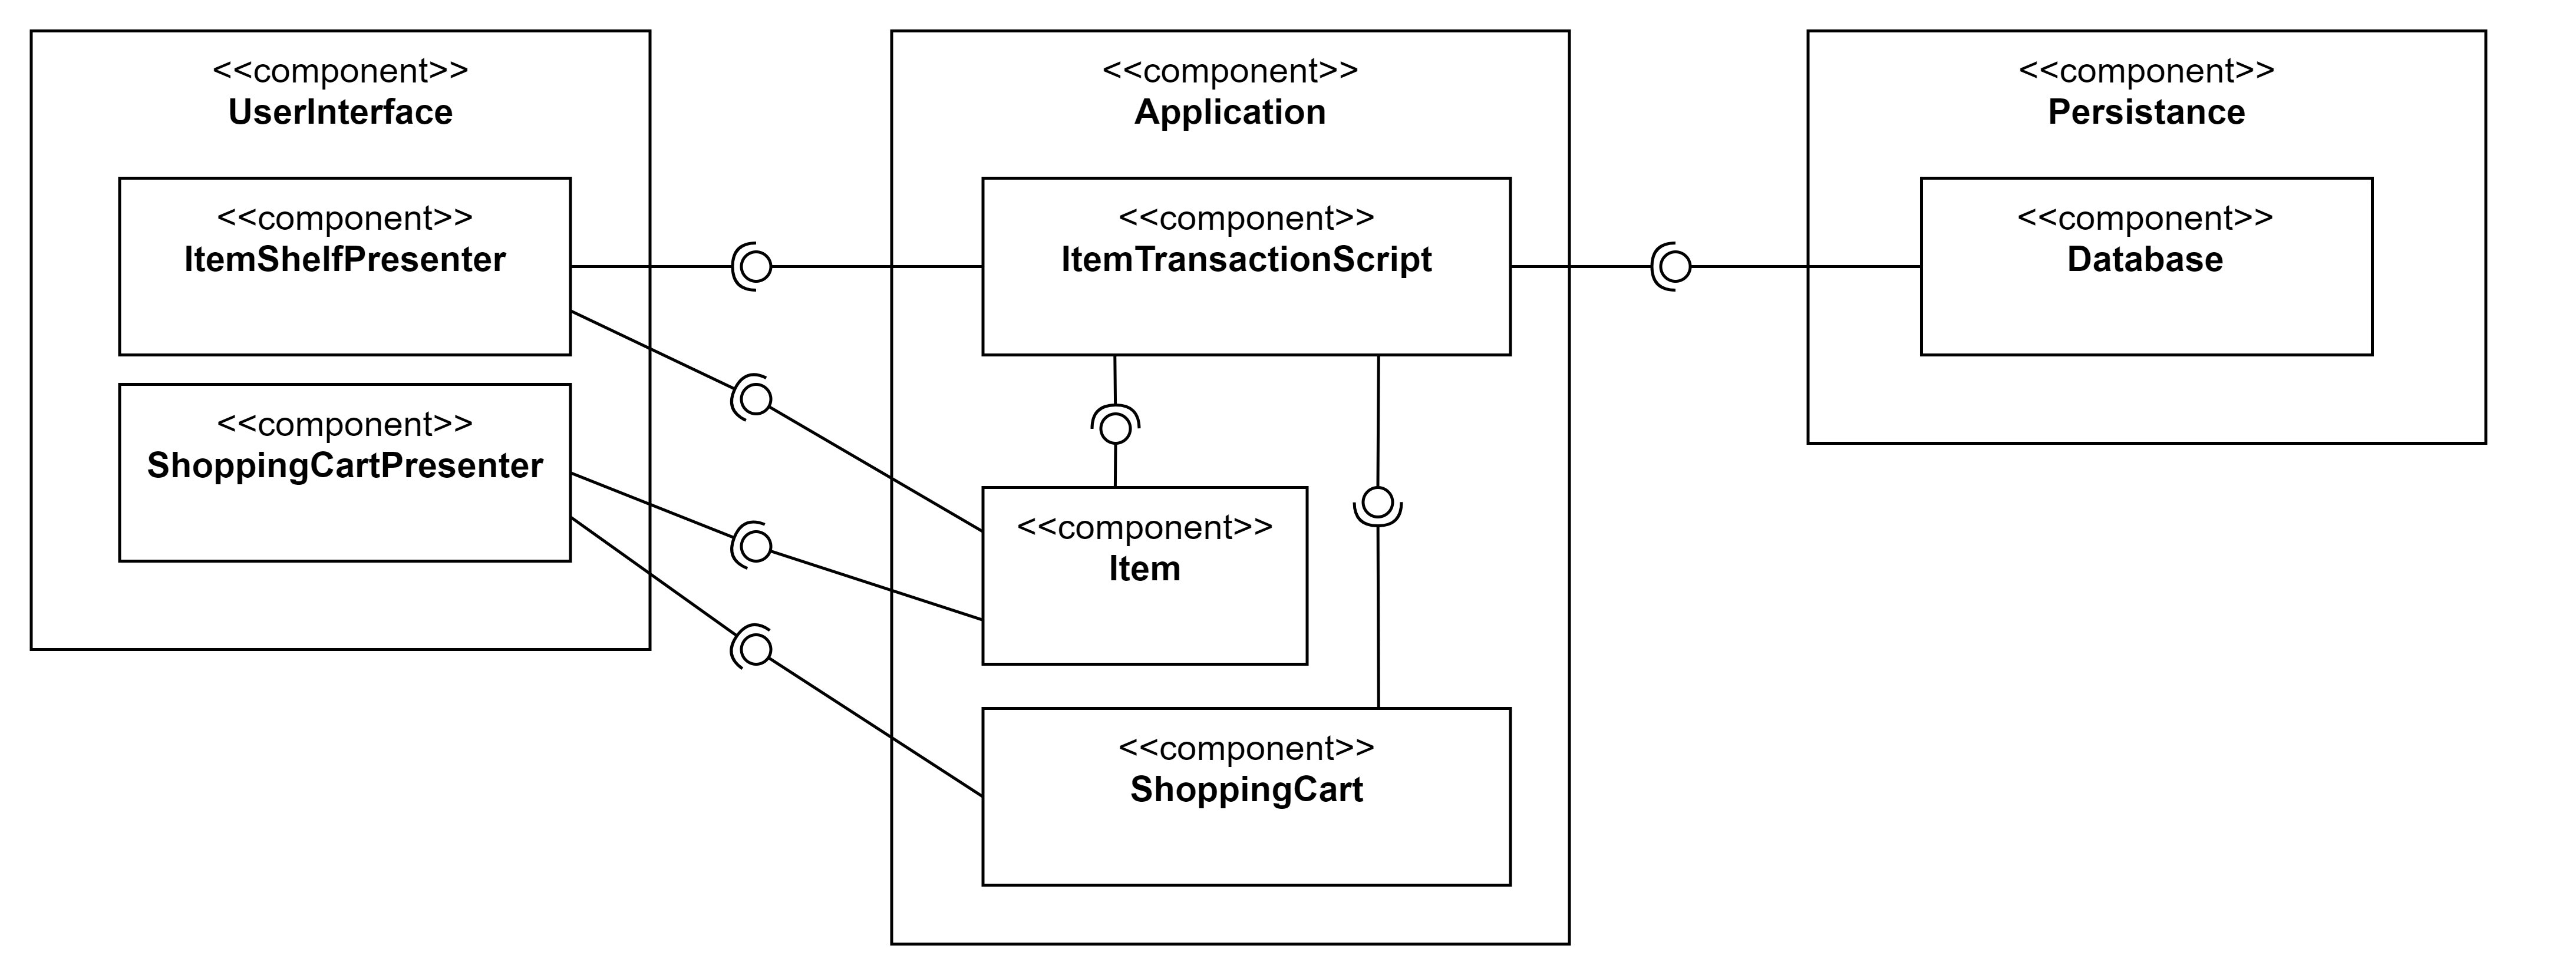 <<component>>
UserInterface
<<component>>
ItemShelfPresenter
<<component>>
ShoppingCartPresenter
<<component>>
Application
<<component>>
ItemTransactionScript
<<component>>
Item
<<component>>
ShoppingCart
<<component>>
Persistance
<<component>>
Database